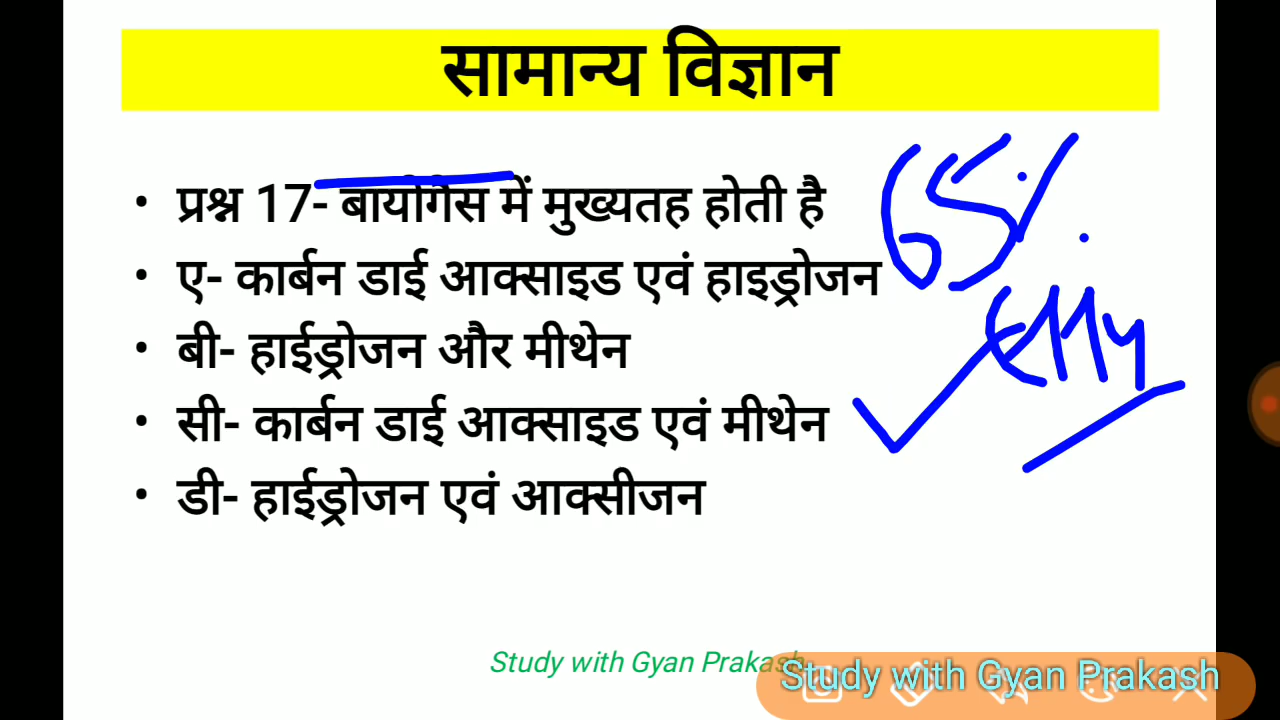 सामान्य विज्ञान
• प्रश्न 17- बायोगैस में मुख्यतह होती है
65%
• ए- कार्बन डाई आक्साइड एवं हाइड्रोजन
• बी- हाईड्रोजन और मीथेन
• सी- कार्बन डाई आक्साइड एवं मीथेन
• डी- हाईड्रोजन एवं आक्सीजन
Study with Gyan Prakash
Study with Gyan Prakash